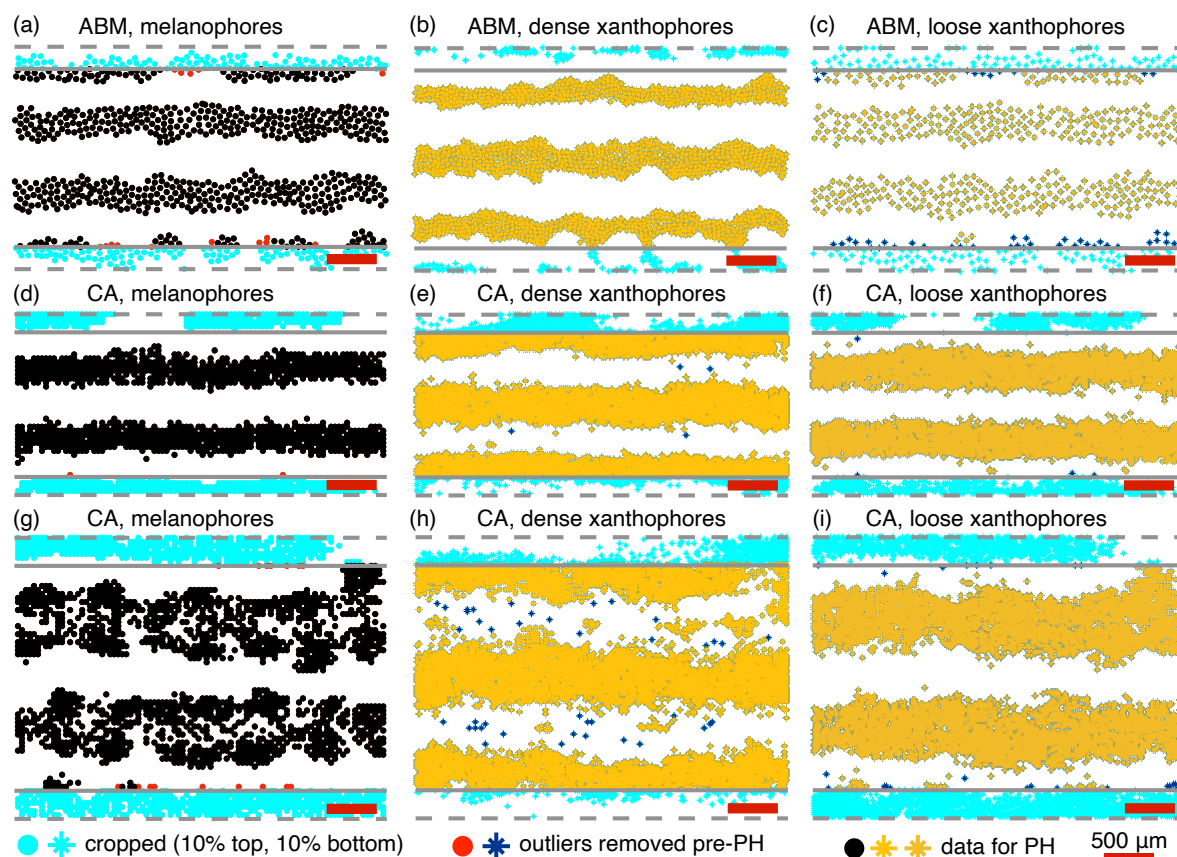 (a) ABM, melanophores
(b) ABM, dense xanthophores
(c) ABM, loose xanthophores
(d) CA, melanophores
(e) CA, dense xanthophores
(f) CA, loose xanthophores
(g) CA, melanophores
(h) CA, dense xanthophores
(i) CA, loose xanthophores
cropped (10% top, 10% bottom)
outliers removed pre-PH
data for PH
500 μm